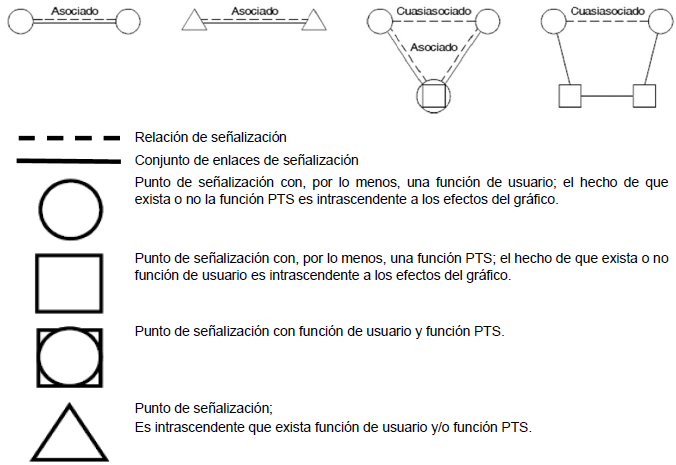 Asociado
Asociado
Cuasiasociado
Asociado
Cuasiasociado
Relación de señalización
Conjunto de enlaces de señalización
Punto de señalización con, por lo menos, una función de usuario; el hecho de que
exista o no la función PTS es intrascendente a los efectos del gráfico.
Punto de señalización con, por lo menos, una función PTS; el hecho de que exista o no
función de usuario es intrascendente a los efectos del gráfico.
Punto de señalización con función de usuario y función PTS.
Punto de señalización;
Es intrascendente que exista función de usuario y/o función PTS.